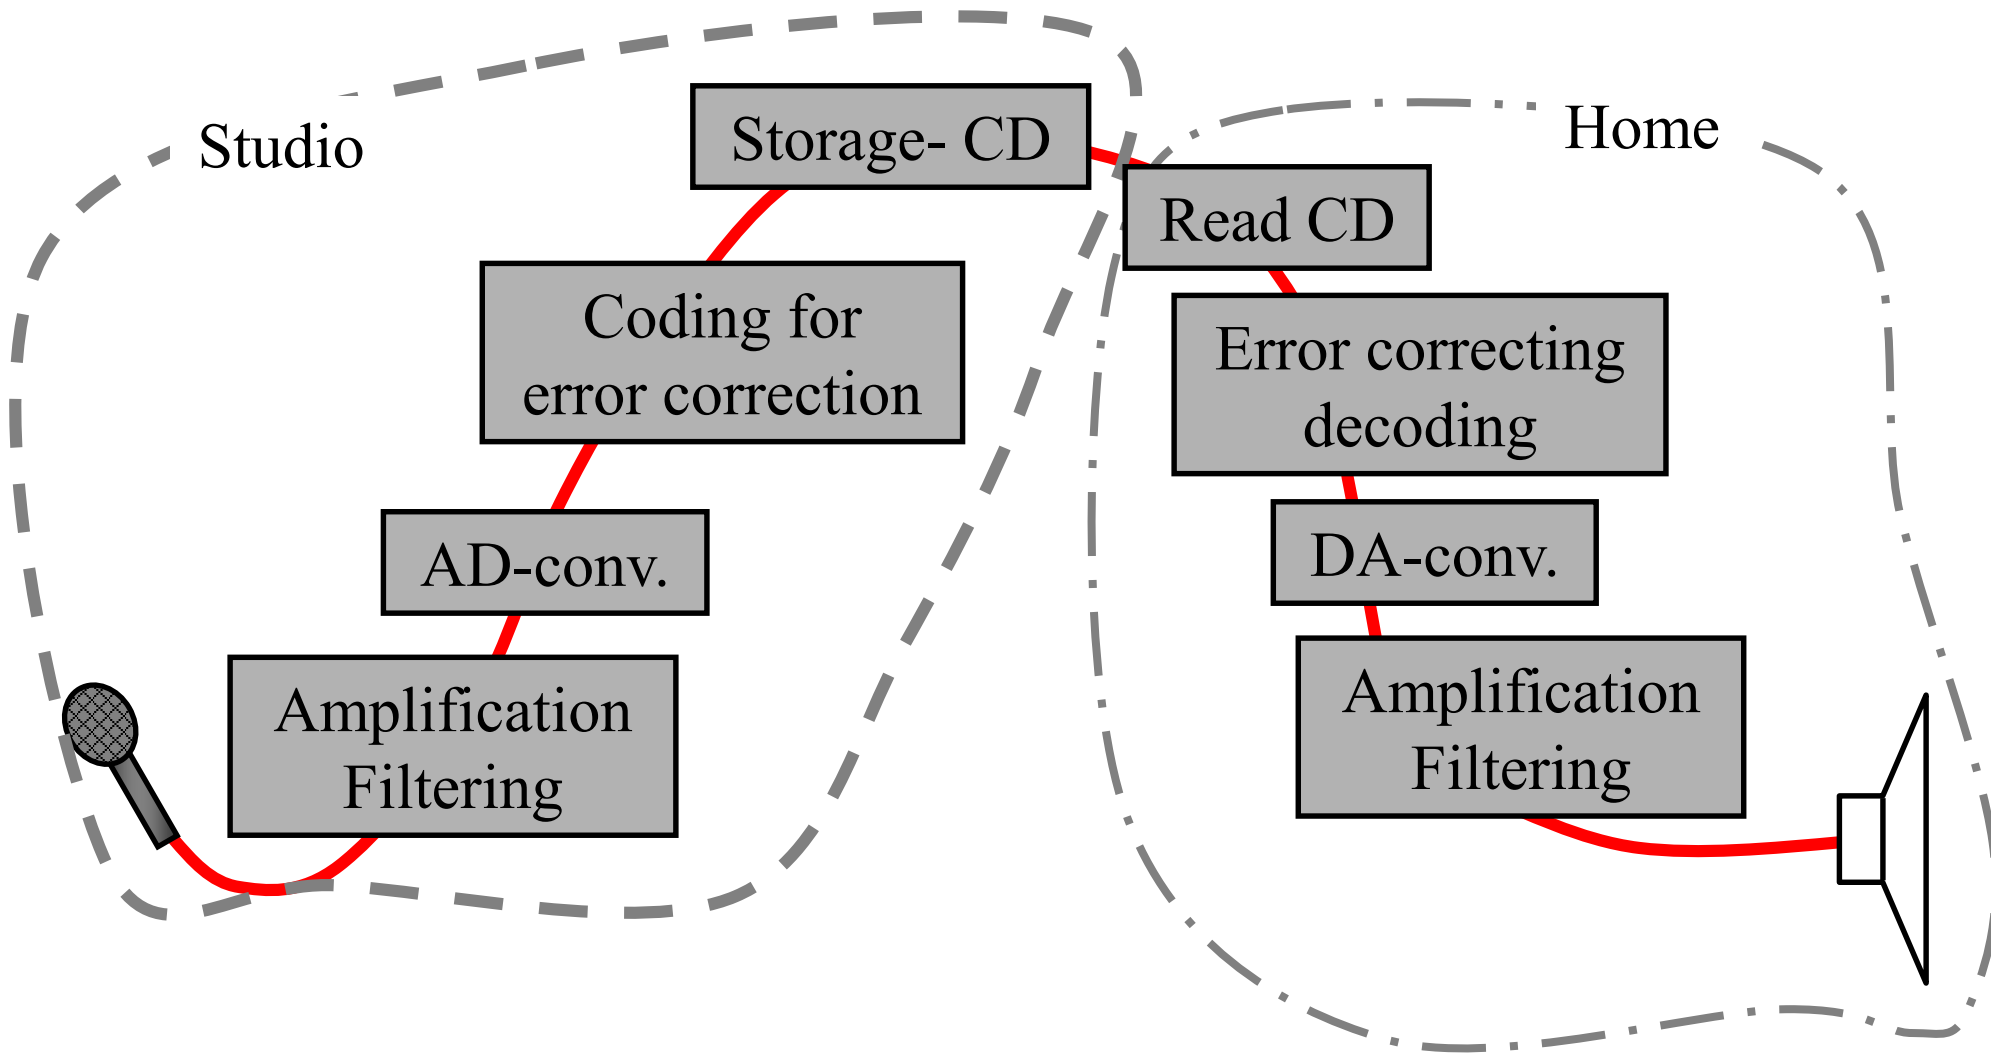 Studio
Storage- CD
Coding for
error correction
AD-conv.
Amplification
Filtering
Home
Read CD
Error correcting
decoding
DA-conv.
Amplification
Filtering